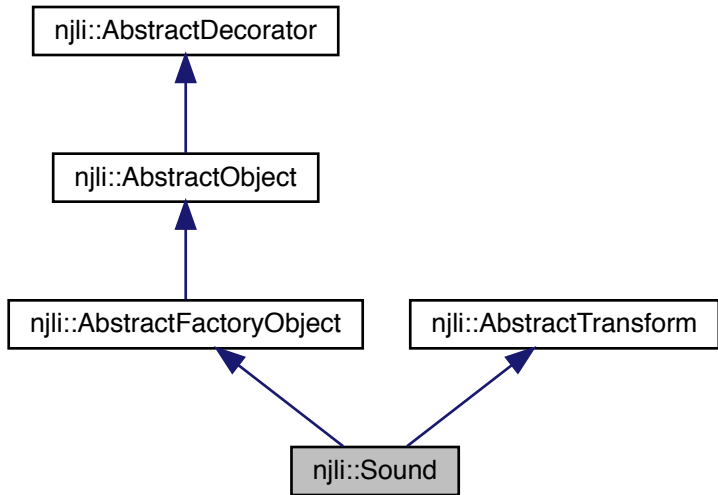 njli::AbstractDecorator
njli::AbstractObject
njli::AbstractFactoryObject
njli::AbstractTransform
njli::Sound